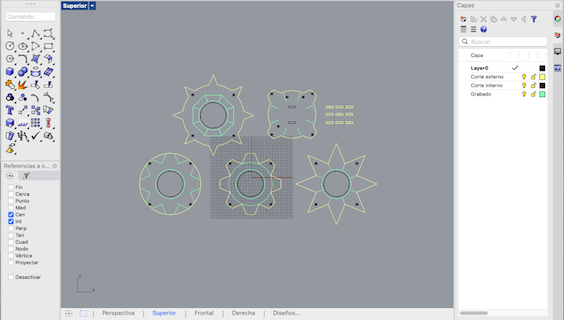 Comando
Superior
Capas
Buscar
Capa
Layer0
Corte externo
Corte interno
Grabado
Referencias a o...
Fin
Cerca
Punto
Med
Cen
Int
Perp
Tan
Cuad
Nodo
Vértice
Proyectar
Desactivar
y
x
Perspectiva
Superior
Frontal
Derecha
Diseños...